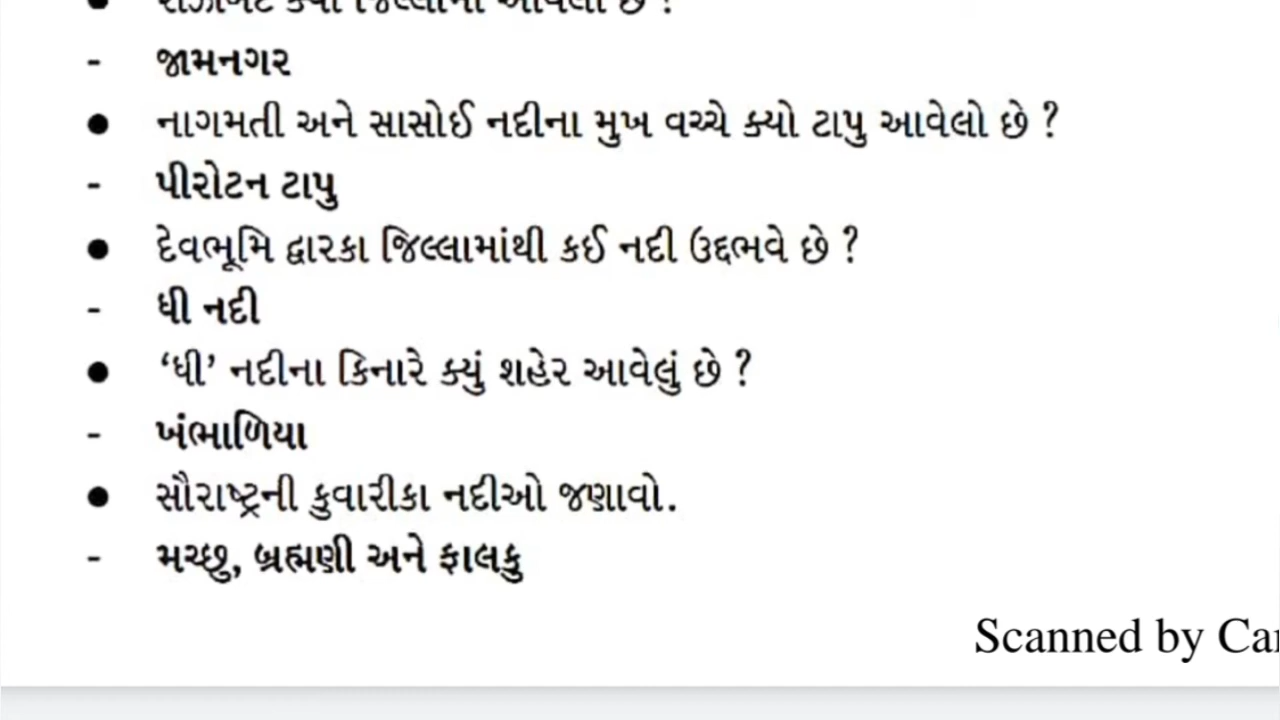 જિલ્લામાં આવેલો છે ?
- જામનગર
● નાગમતી અને સાસોઈ નદીના મુખ વચ્ચે ક્યો ટાપુ આવેલો છે ?
- પીરોટન ટાપુ
● દેવભૂમિ દ્વારકા જિલ્લામાંથી કઈ નદી ઉદ્દભવે છે ?
- ધી નદી
● ‘ધી’ નદીના કિનારે ક્યું શહેર આવેલું છે ?
- ખંભાળિયા
● સૌરાષ્ટ્રની કુવારીકા નદીઓ જણાવો.
- મચ્છુ, બ્રહ્મણી અને ફાલકુ
Scanned by